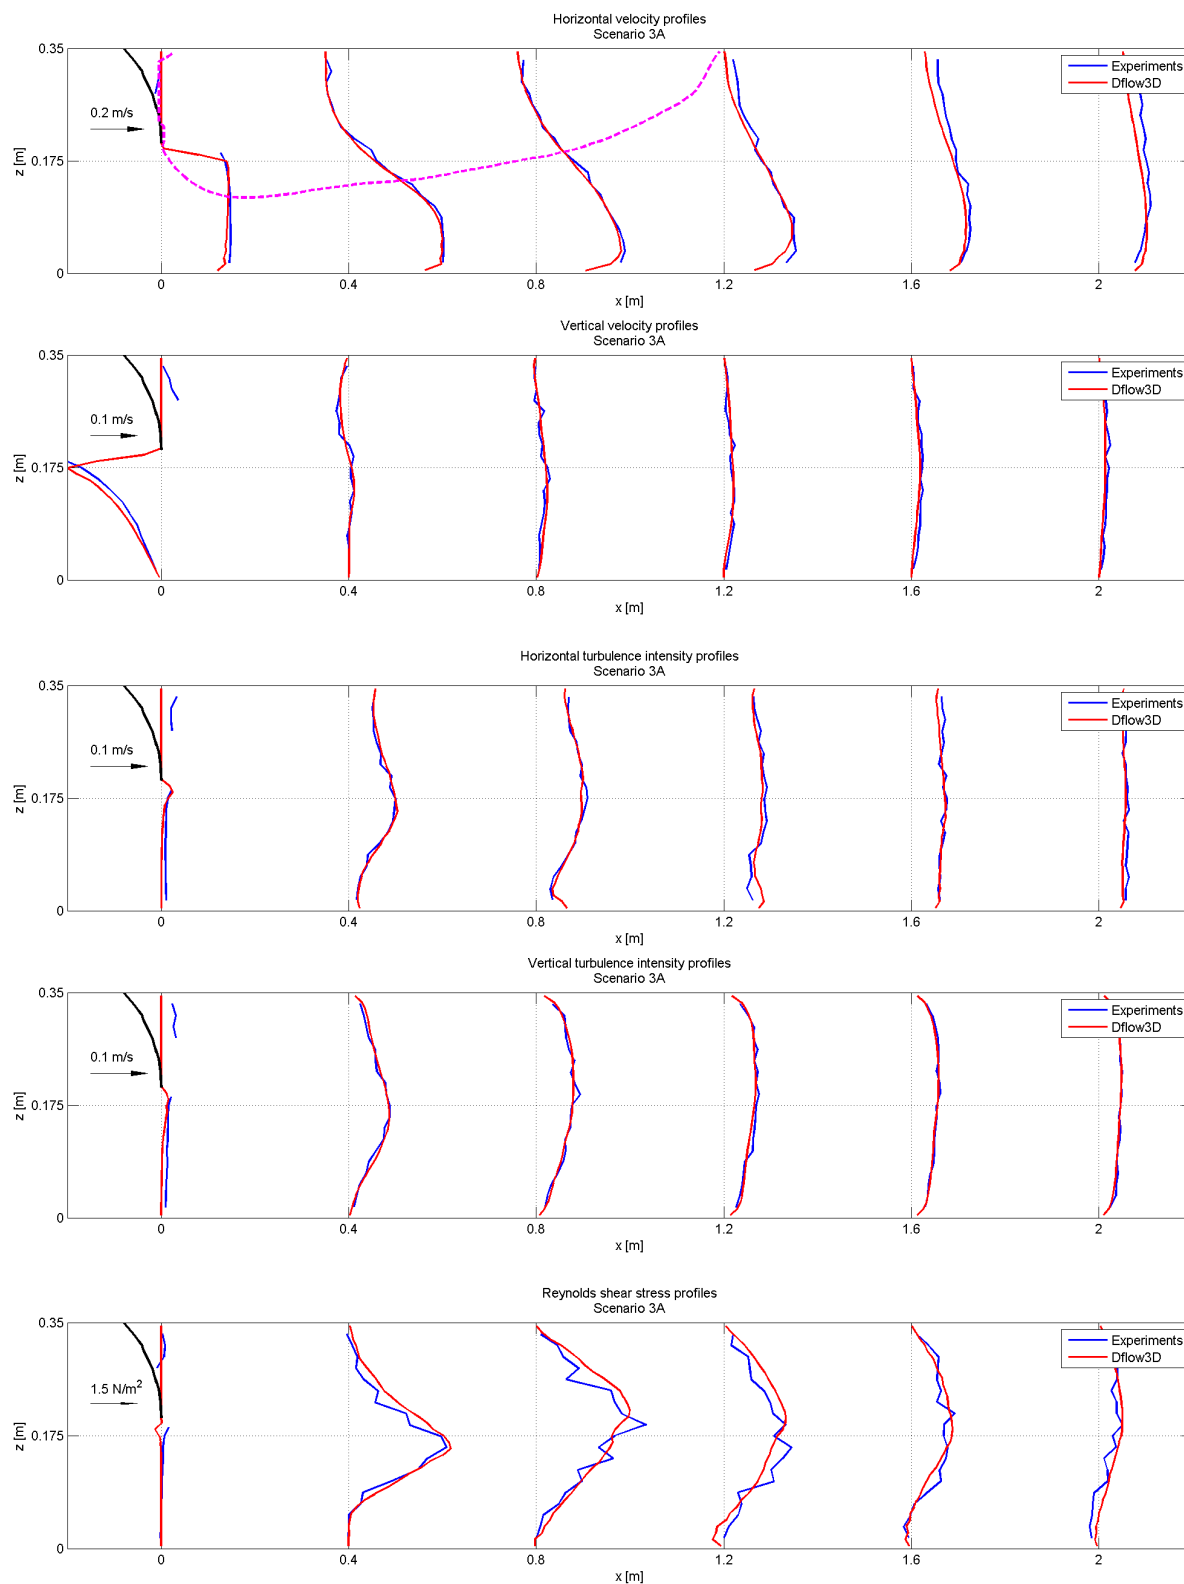 Horizontal velocity profiles
Scenario 3A
0.35
0.175
0
z [m]
0.2 m/s
Experiments
Dflow3D
0 0.4 0.8 1.2 1.6 2
x [m]
Vertical velocity profiles
Scenario 3A
0.35
0.175
0
z [m]
0.1 m/s
Experiments
Dflow3D
0 0.4 0.8 1.2 1.6 2
x [m]
Horizontal turbulence intensity profiles
Scenario 3A
0.35
0.175
0
z [m]
0.1 m/s
Experiments
Dflow3D
0 0.4 0.8 1.2 1.6 2
x [m]
Vertical turbulence intensity profiles
Scenario 3A
0.35
0.175
0
z [m]
0.1 m/s
Experiments
Dflow3D
0 0.4 0.8 1.2 1.6 2
x [m]
Reynolds shear stress profiles
Scenario 3A
0.35
0.175
0
z [m]
1.5 N/m²
Experiments
Dflow3D
0 0.4 0.8 1.2 1.6 2
x [m]